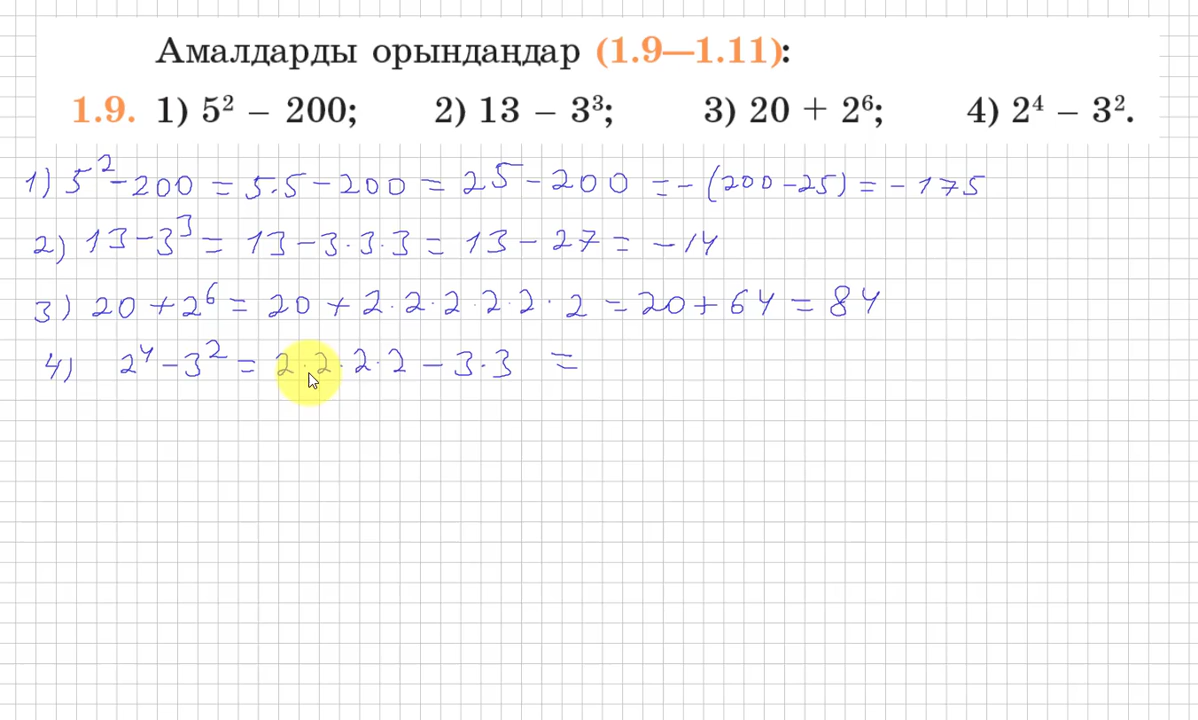 Амалдарды орындаңдар (1.9—1.11):
1.9. 1) 5² – 200; 2) 13 – 3³; 3) 20 + 2⁶; 4) 2⁴ – 3².
1) 5² - 200 = 5·5 - 200 = 25 - 200 = -(200-25) = -175
2) 13 - 3³ = 13 - 3·3·3 = 13 - 27 = -14
3) 20 + 2⁶ = 20 + 2·2·2·2·2·2 = 20 + 64 = 84
4) 2⁴ - 3² = 2·2·2·2 - 3·3 =